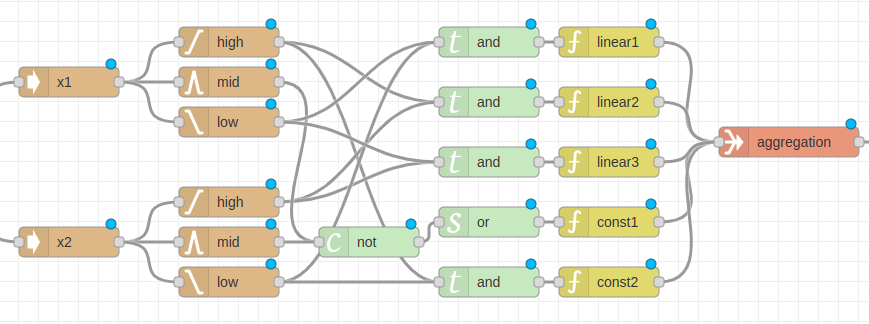 high
and
linear1
x1
mid
low
and
linear2
aggregation
and
linear3
high
x2
mid
not
or
const1
low
and
const2